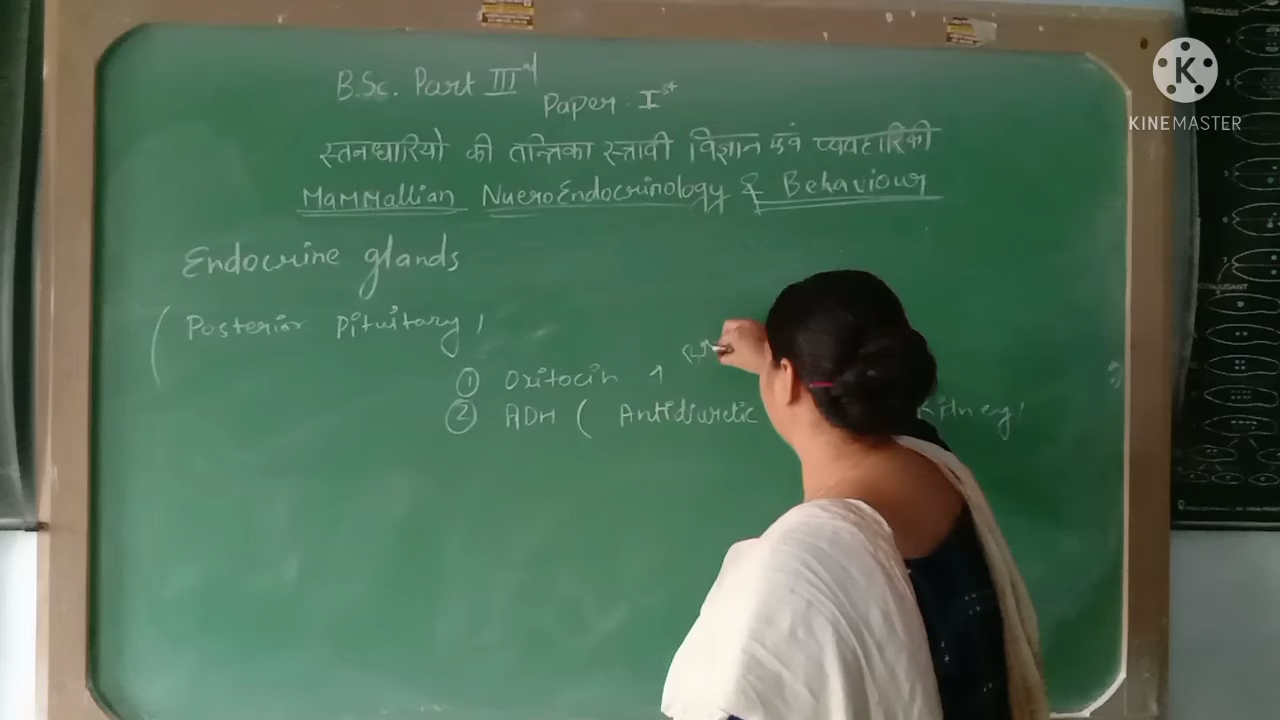 B.Sc. Part III rd
Paper. I st
स्तनधारियो की तन्त्रिका स्त्रावी विज्ञान एवं व्यवहारिकी
Mammallian NueroEndocrinology & Behaviour
Endocrine glands
( Posterior Pituitary,
① Oxitocin
② ADH ( Antidiuretic Kidney,
KINEMASTER